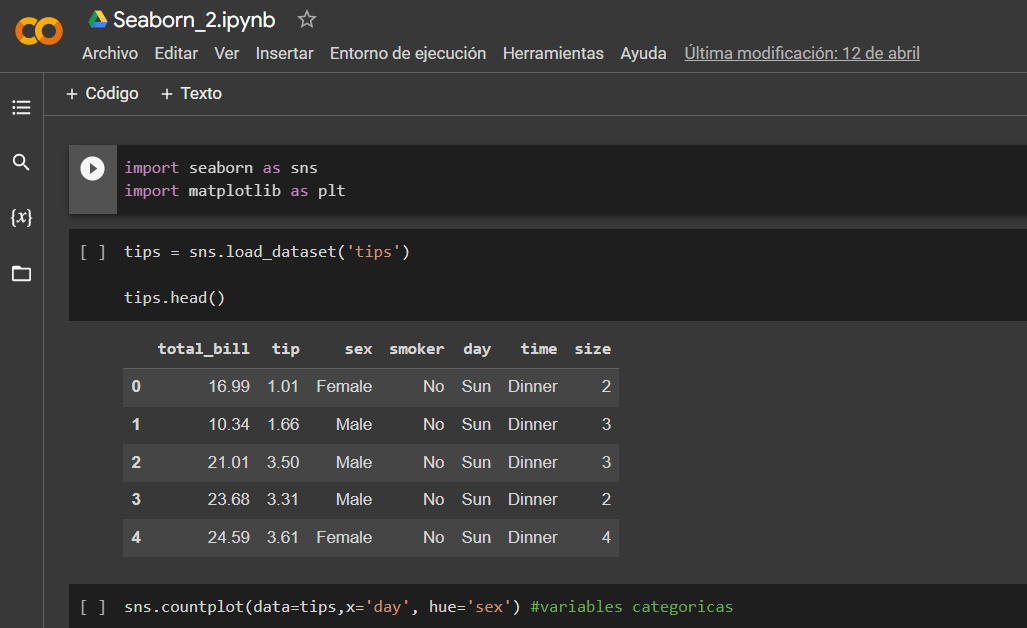 Seaborn_2.ipynb
Archivo Editar Ver Insertar Entorno de ejecución Herramientas Ayuda Última modificación: 12 de abril
+ Código + Texto
import seaborn as sns
import matplotlib as plt
{x}
[ ] tips = sns.load_dataset('tips')
tips.head()
total_bill tip sex smoker day time size
0 16.99 1.01 Female No Sun Dinner 2
1 10.34 1.66 Male No Sun Dinner 3
2 21.01 3.50 Male No Sun Dinner 3
3 23.68 3.31 Male No Sun Dinner 2
4 24.59 3.61 Female No Sun Dinner 4
[ ] sns.countplot(data=tips,x='day', hue='sex') #variables categoricas